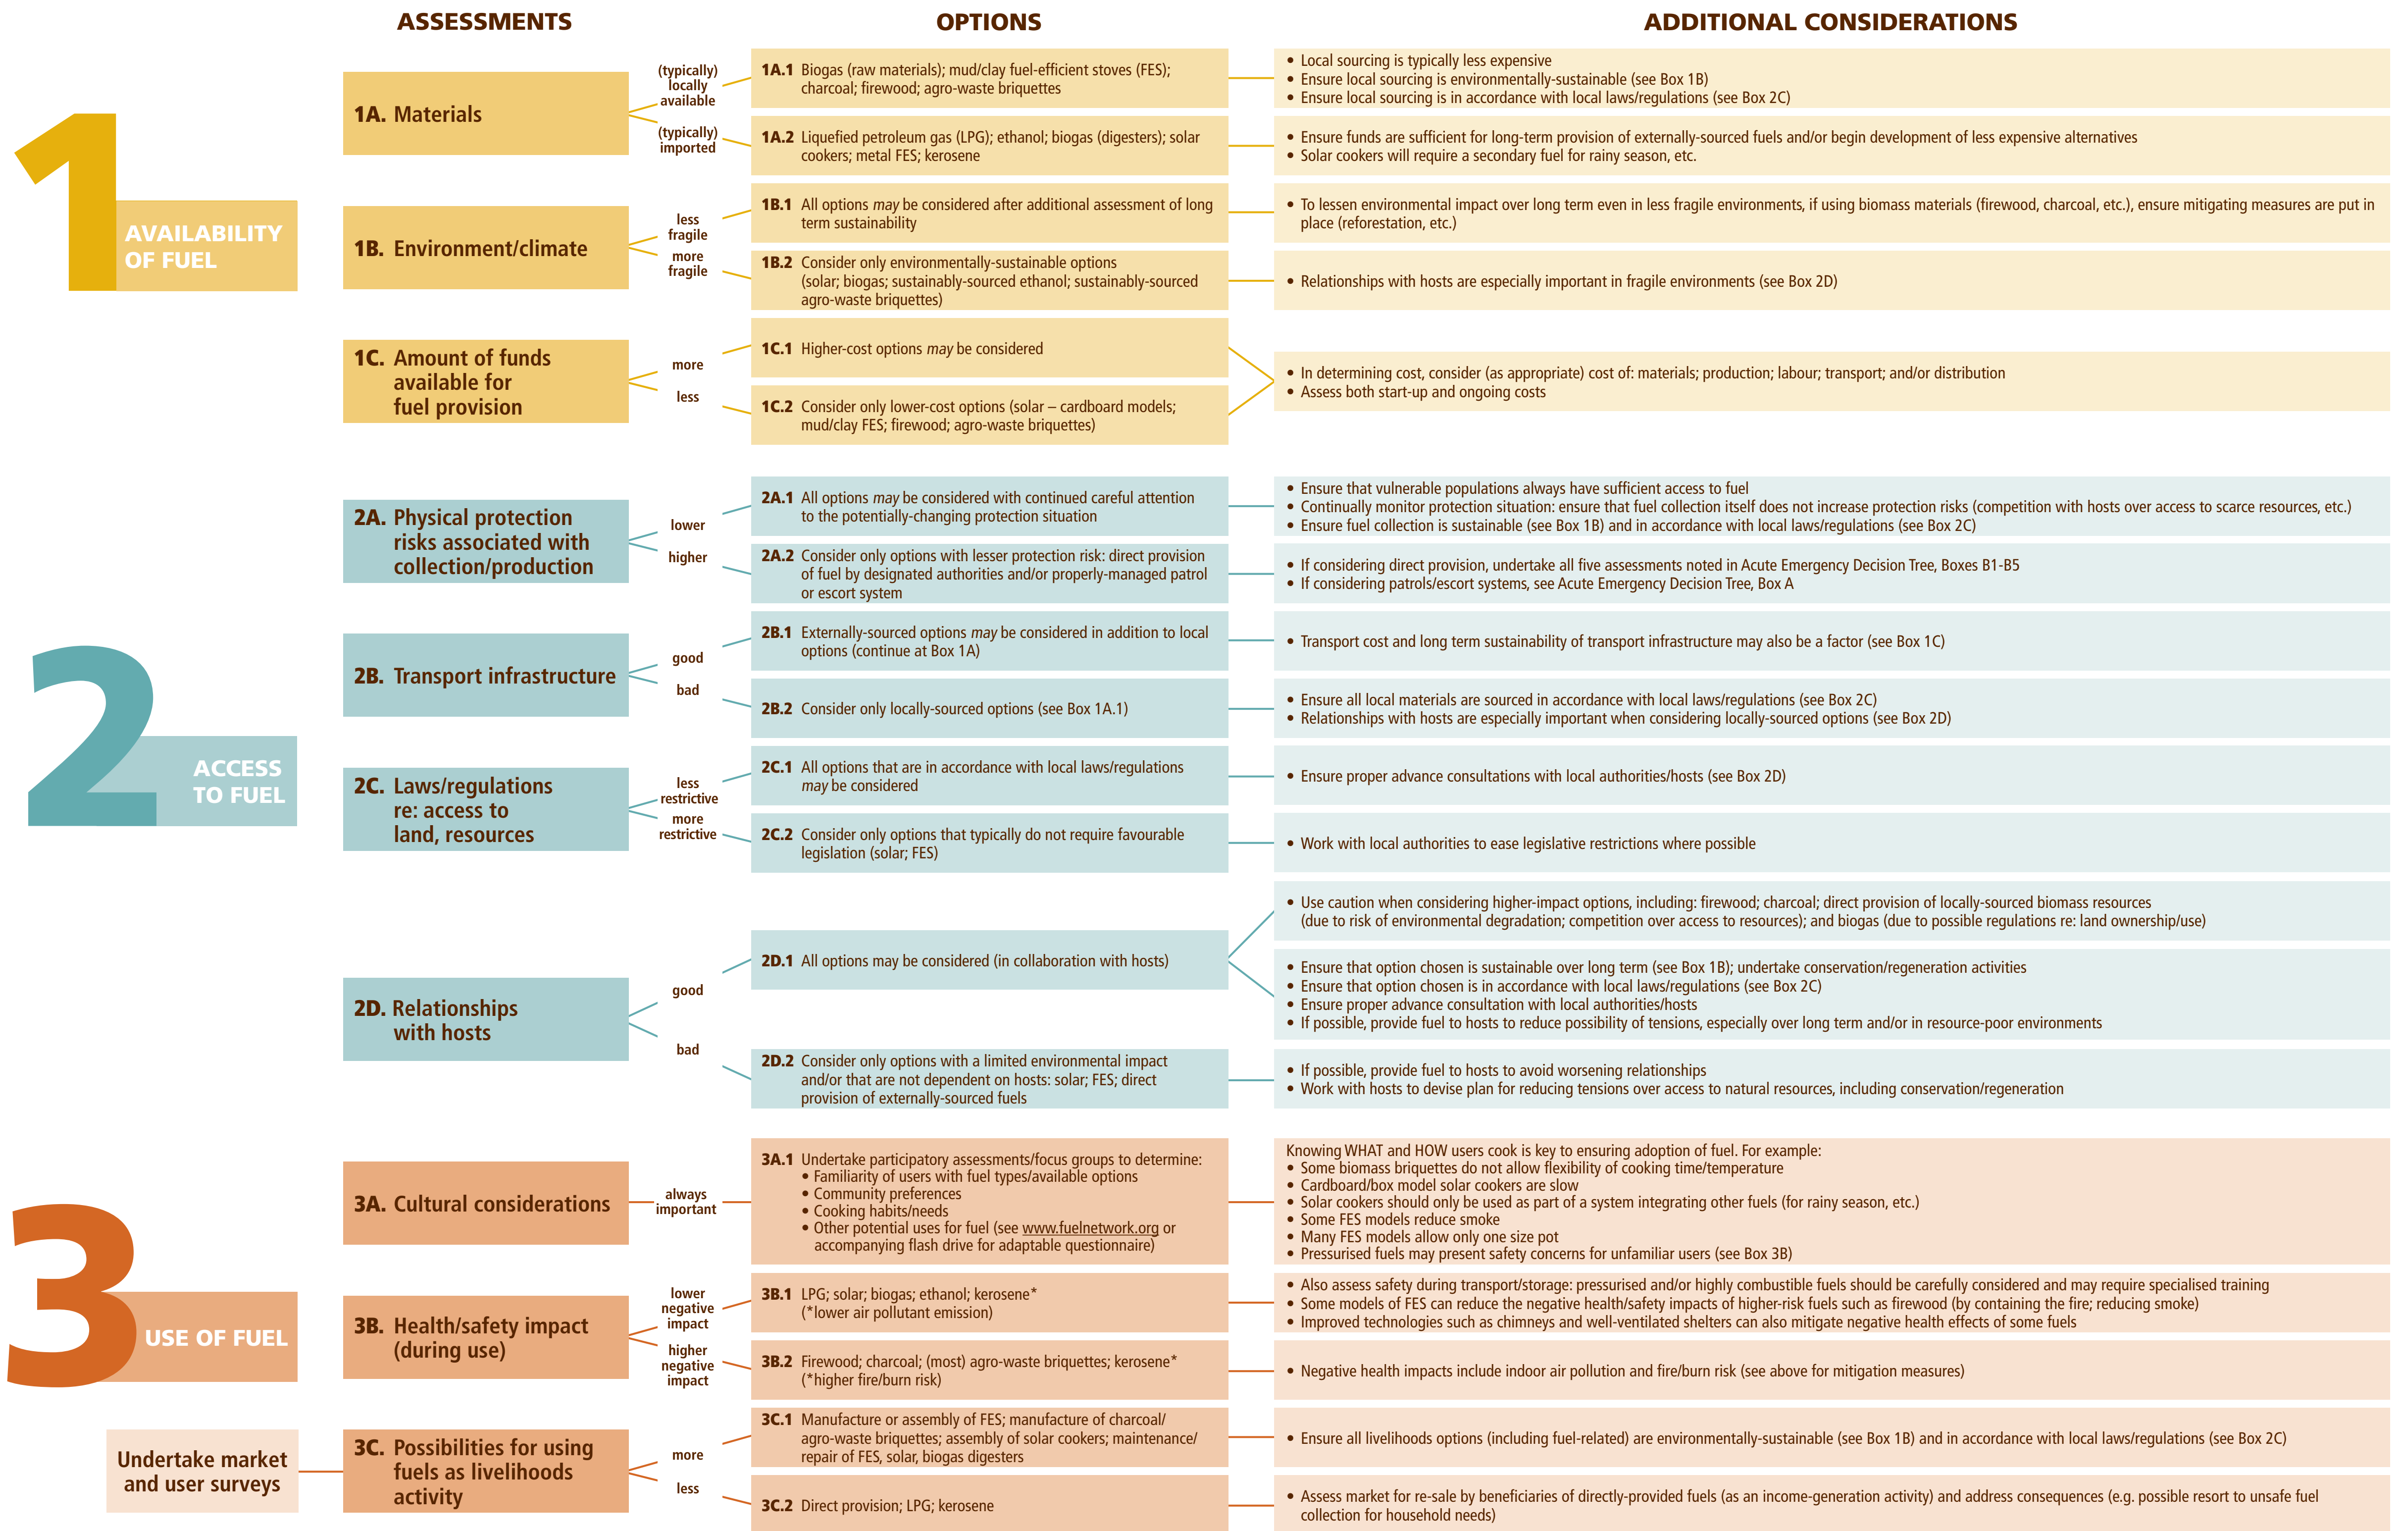 ASSESSMENTS
OPTIONS
ADDITIONAL CONSIDERATIONS
1
AVAILABILITY
OF FUEL
1A. Materials
(typically)
locally
available
1A.1 Biogas (raw materials); mud/clay fuel-efficient stoves (FES);
charcoal; firewood; agro-waste briquettes
• Local sourcing is typically less expensive
• Ensure local sourcing is environmentally-sustainable (see Box 1B)
• Ensure local sourcing is in accordance with local laws/regulations (see Box 2C)
(typically)
imported
1A.2 Liquefied petroleum gas (LPG); ethanol; biogas (digesters); solar
cookers; metal FES; kerosene
• Ensure funds are sufficient for long-term provision of externally-sourced fuels and/or begin development of less expensive alternatives
• Solar cookers will require a secondary fuel for rainy season, etc.
1B. Environment/climate
less
fragile
1B.1 All options may be considered after additional assessment of long
term sustainability
• To lessen environmental impact over long term even in less fragile environments, if using biomass materials (firewood, charcoal, etc.), ensure mitigating measures are put in
place (reforestation, etc.)
more
fragile
1B.2 Consider only environmentally-sustainable options
(solar; biogas; sustainably-sourced ethanol; sustainably-sourced
agro-waste briquettes)
• Relationships with hosts are especially important in fragile environments (see Box 2D)
1C. Amount of funds
available for
fuel provision
more
1C.1 Higher-cost options may be considered
less
1C.2 Consider only lower-cost options (solar – cardboard models;
mud/clay FES; firewood; agro-waste briquettes)
• In determining cost, consider (as appropriate) cost of: materials; production; labour; transport; and/or distribution
• Assess both start-up and ongoing costs
2
ACCESS
TO FUEL
2A. Physical protection
risks associated with
collection/production
lower
2A.1 All options may be considered with continued careful attention
to the potentially-changing protection situation
• Ensure that vulnerable populations always have sufficient access to fuel
• Continually monitor protection situation: ensure that fuel collection itself does not increase protection risks (competition with hosts over access to scarce resources, etc.)
• Ensure fuel collection is sustainable (see Box 1B) and in accordance with local laws/regulations (see Box 2C)
higher
2A.2 Consider only options with lesser protection risk: direct provision
of fuel by designated authorities and/or properly-managed patrol
or escort system
• If considering direct provision, undertake all five assessments noted in Acute Emergency Decision Tree, Boxes B1-B5
• If considering patrols/escort systems, see Acute Emergency Decision Tree, Box A
2B. Transport infrastructure
good
2B.1 Externally-sourced options may be considered in addition to local
options (continue at Box 1A)
• Transport cost and long term sustainability of transport infrastructure may also be a factor (see Box 1C)
bad
2B.2 Consider only locally-sourced options (see Box 1A.1)
• Ensure all local materials are sourced in accordance with local laws/regulations (see Box 2C)
• Relationships with hosts are especially important when considering locally-sourced options (see Box 2D)
2C. Laws/regulations
re: access to
land, resources
less
restrictive
2C.1 All options that are in accordance with local laws/regulations
may be considered
• Ensure proper advance consultations with local authorities/hosts (see Box 2D)
more
restrictive
2C.2 Consider only options that typically do not require favourable
legislation (solar; FES)
• Work with local authorities to ease legislative restrictions where possible
2D. Relationships
with hosts
good
2D.1 All options may be considered (in collaboration with hosts)
• Use caution when considering higher-impact options, including: firewood; charcoal; direct provision of locally-sourced biomass resources
(due to risk of environmental degradation; competition over access to resources); and biogas (due to possible regulations re: land ownership/use)
• Ensure that option chosen is sustainable over long term (see Box 1B); undertake conservation/regeneration activities
• Ensure that option chosen is in accordance with local laws/regulations (see Box 2C)
• Ensure proper advance consultation with local authorities/hosts
• If possible, provide fuel to hosts to reduce possibility of tensions, especially over long term and/or in resource-poor environments
bad
2D.2 Consider only options with a limited environmental impact
and/or that are not dependent on hosts: solar; FES; direct
provision of externally-sourced fuels
• If possible, provide fuel to hosts to avoid worsening relationships
• Work with hosts to devise plan for reducing tensions over access to natural resources, including conservation/regeneration
3
USE OF FUEL
3A. Cultural considerations
always
important
3A.1 Undertake participatory assessments/focus groups to determine:
• Familiarity of users with fuel types/available options
• Community preferences
• Cooking habits/needs
• Other potential uses for fuel (see www.fuelnetwork.org or
accompanying flash drive for adaptable questionnaire)
Knowing WHAT and HOW users cook is key to ensuring adoption of fuel. For example:
• Some biomass briquettes do not allow flexibility of cooking time/temperature
• Cardboard/box model solar cookers are slow
• Solar cookers should only be used as part of a system integrating other fuels (for rainy season, etc.)
• Some FES models reduce smoke
• Many FES models allow only one size pot
• Pressurised fuels may present safety concerns for unfamiliar users (see Box 3B)
3B. Health/safety impact
(during use)
lower
negative
impact
3B.1 LPG; solar; biogas; ethanol; kerosene*
(*lower air pollutant emission)
• Also assess safety during transport/storage: pressurised and/or highly combustible fuels should be carefully considered and may require specialised training
• Some models of FES can reduce the negative health/safety impacts of higher-risk fuels such as firewood (by containing the fire; reducing smoke)
• Improved technologies such as chimneys and well-ventilated shelters can also mitigate negative health effects of some fuels
higher
negative
impact
3B.2 Firewood; charcoal; (most) agro-waste briquettes; kerosene*
(*higher fire/burn risk)
• Negative health impacts include indoor air pollution and fire/burn risk (see above for mitigation measures)
Undertake market
and user surveys
3C. Possibilities for using
fuels as livelihoods
activity
more
3C.1 Manufacture or assembly of FES; manufacture of charcoal/
agro-waste briquettes; assembly of solar cookers; maintenance/
repair of FES, solar, biogas digesters
• Ensure all livelihoods options (including fuel-related) are environmentally-sustainable (see Box 1B) and in accordance with local laws/regulations (see Box 2C)
less
3C.2 Direct provision; LPG; kerosene
• Assess market for re-sale by beneficiaries of directly-provided fuels (as an income-generation activity) and address consequences (e.g. possible resort to unsafe fuel
collection for household needs)